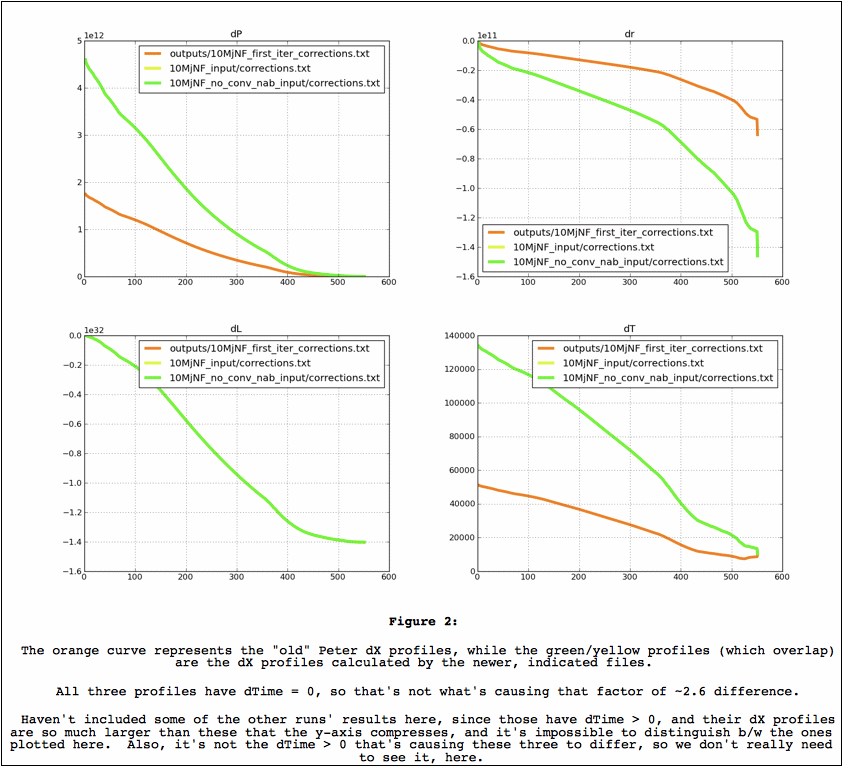 dP
1e12
5
4
3
2
1
0
0 100 200 300 400 500 600
outputs/10MjNF_first_iter_corrections.txt
10MjNF_input/corrections.txt
10MjNF_no_conv_nab_input/corrections.txt
dr
1e11
0.0
−0.2
−0.4
−0.6
−0.8
−1.0
−1.2
−1.4
−1.6
0 100 200 300 400 500 600
outputs/10MjNF_first_iter_corrections.txt
10MjNF_input/corrections.txt
10MjNF_no_conv_nab_input/corrections.txt
dL
1e32
0.0
−0.2
−0.4
−0.6
−0.8
−1.0
−1.2
−1.4
−1.6
0 100 200 300 400 500 600
outputs/10MjNF_first_iter_corrections.txt
10MjNF_input/corrections.txt
10MjNF_no_conv_nab_input/corrections.txt
dT
140000
120000
100000
80000
60000
40000
20000
0
0 100 200 300 400 500 600
outputs/10MjNF_first_iter_corrections.txt
10MjNF_input/corrections.txt
10MjNF_no_conv_nab_input/corrections.txt
Figure 2:
The orange curve represents the "old" Peter dX profiles, while the green/yellow profiles (which overlap)
are the dX profiles calculated by the newer, indicated files.
All three profiles have dTime = 0, so that's not what's causing that factor of ~2.6 difference.
Haven't included some of the other runs' results here, since those have dTime > 0, and their dX profiles
are so much larger than these that the y-axis compresses, and it's impossible to distinguish b/w the ones
plotted here.  Also, it's not the dTime > 0 that's causing these three to differ, so we don't really need
to see it, here.